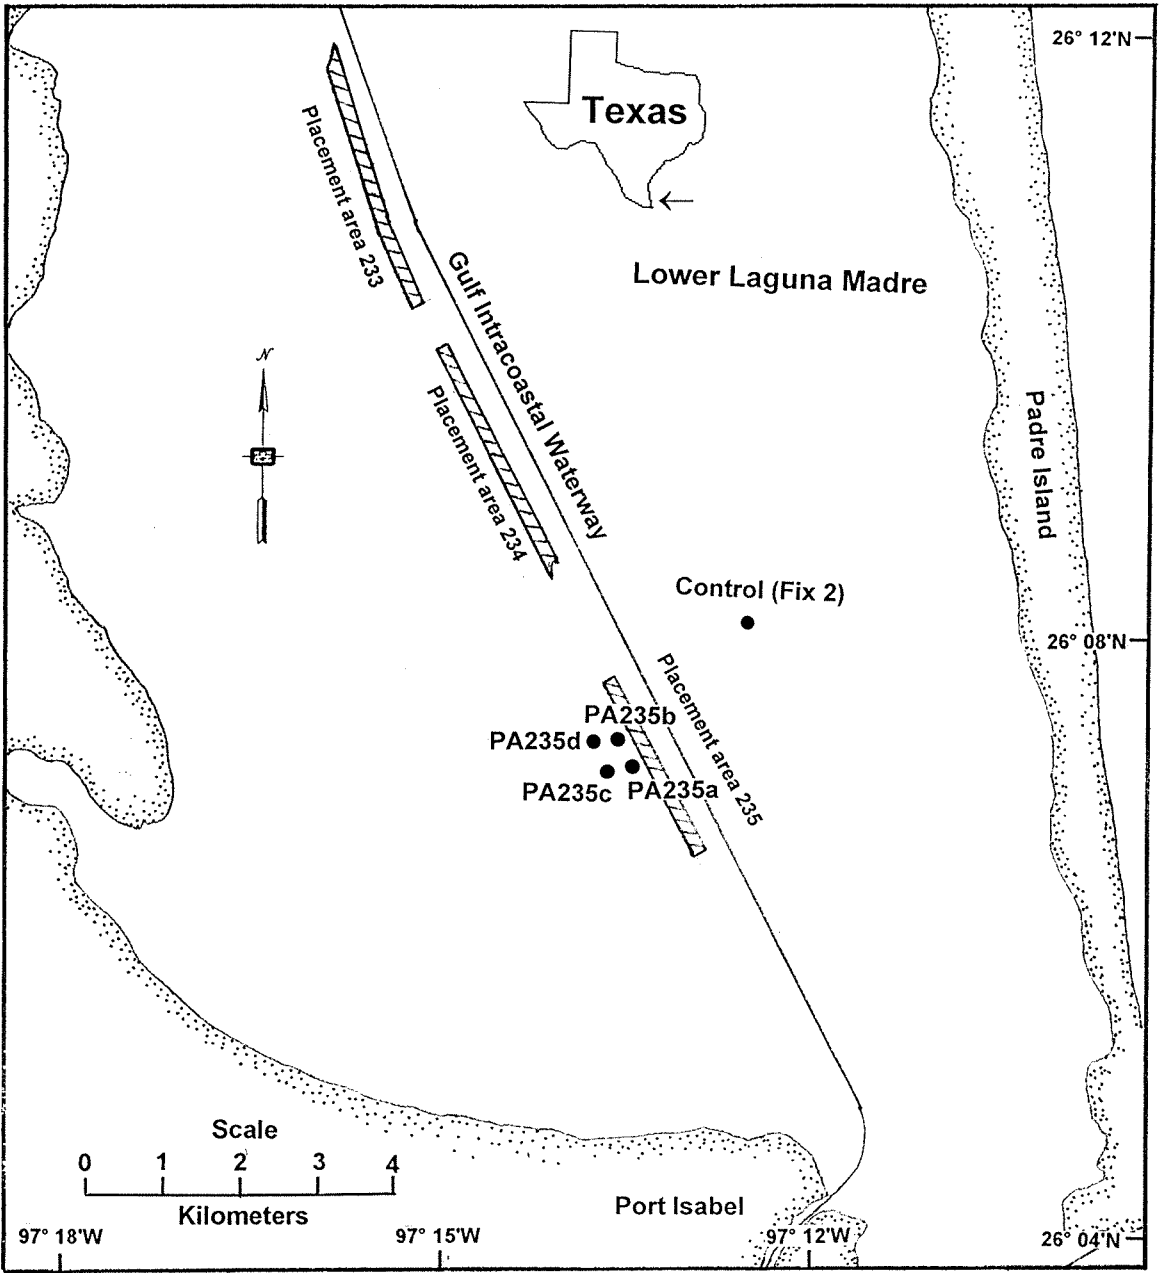 26° 12'N
Texas
Placement area 233
Gulf Intracoastal Waterway
Lower Laguna Madre
N
Placement area 234
Padre Island
Control (Fix 2)
26° 08'N
Placement area 235
PA235b
PA235d
PA235c
PA235a
Scale
0 1 2 3 4
Kilometers
Port Isabel
97° 18'W
97° 15'W
97° 12'W
26° 04'N